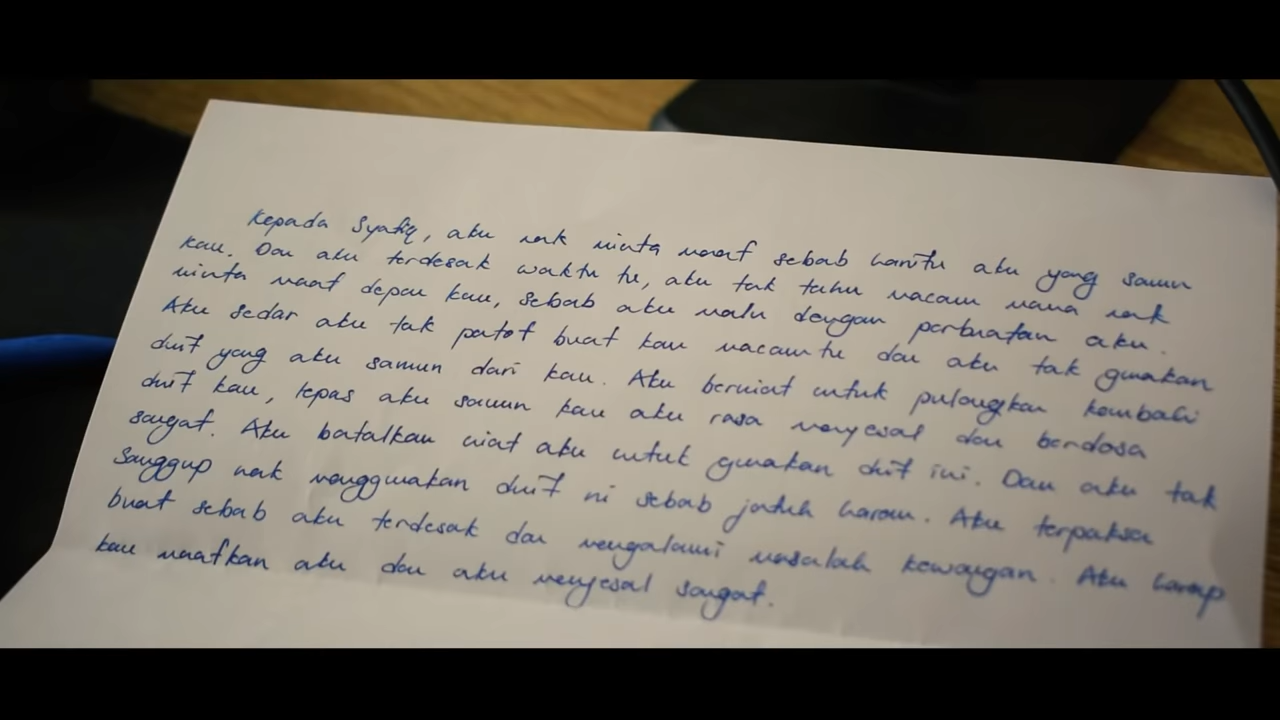 Kepada Syafiq, aku nak minta maaf sebab haritu aku yang samun
kau. Dan aku terdesak waktu tu, aku tak tahu macam mana nak
minta maaf depan kau, sebab aku malu dengan perbuatan aku.
Aku sedar aku tak patot buat kau macamtu dan aku tak gunakan
duit yang aku samun dari kau. Aku berniat untuk pulangkan kembali
duit kau, lepas aku samun kau aku rasa menyesal dan berdosa
sangat. Aku batalkan niat aku untuk gunakan duit ini. Dan aku tak
sanggup nak menggunakan duit ni sebab jatuh haram. Aku terpaksa
buat sebab aku terdesak dan mengalami masalah kewangan. Aku harap
kau maafkan aku dan aku menyesal sangat.